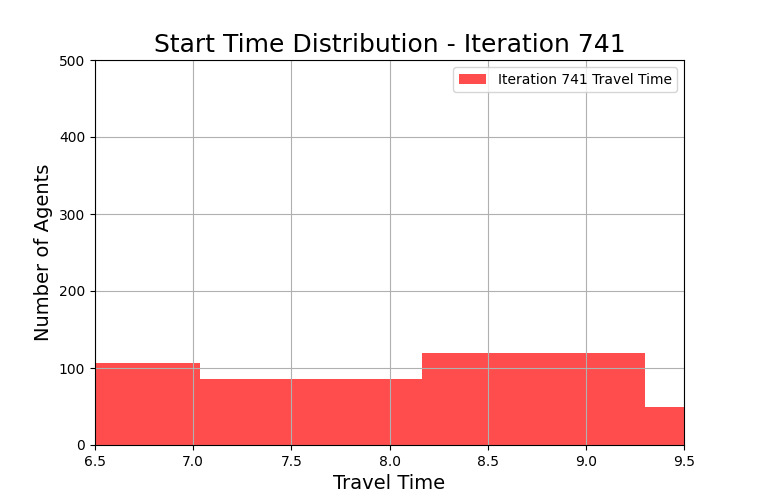 Start Time Distribution - Iteration 741
Iteration 741 Travel Time
Number of Agents
500
400
300
200
100
0
6.5 7.0 7.5 8.0 8.5 9.0 9.5
Travel Time